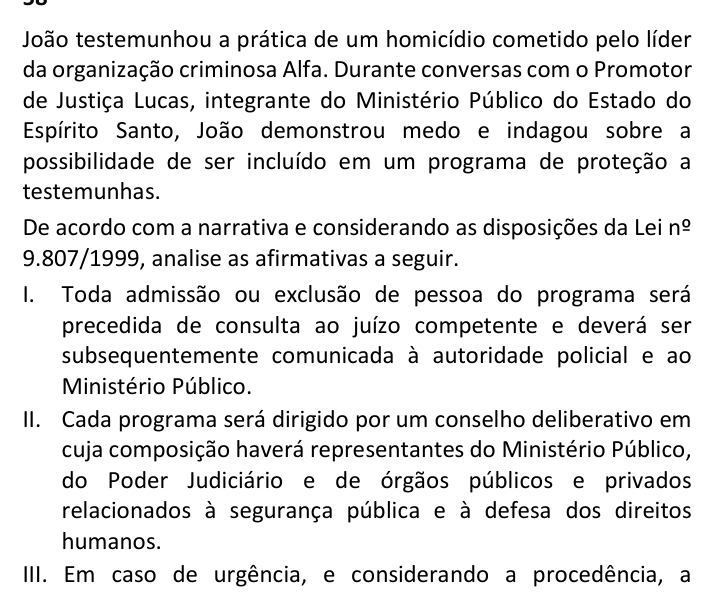 38
João testemunhou a prática de um homicídio cometido pelo líder
da organização criminosa Alfa. Durante conversas com o Promotor
de Justiça Lucas, integrante do Ministério Público do Estado do
Espírito Santo, João demonstrou medo e indagou sobre a
possibilidade de ser incluído em um programa de proteção a
testemunhas.
De acordo com a narrativa e considerando as disposições da Lei nº
9.807/1999, analise as afirmativas a seguir.
I. Toda admissão ou exclusão de pessoa do programa será
precedida de consulta ao juízo competente e deverá ser
subsequentemente comunicada à autoridade policial e ao
Ministério Público.
II. Cada programa será dirigido por um conselho deliberativo em
cuja composição haverá representantes do Ministério Público,
do Poder Judiciário e de órgãos públicos e privados
relacionados à segurança pública e à defesa dos direitos
humanos.
III. Em caso de urgência, e considerando a procedência, a